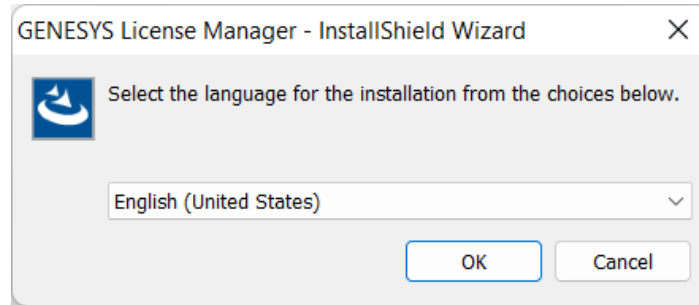 GENESYS License Manager - InstallShield Wizard
Select the language for the installation from the choices below.
English (United States)
OK Cancel